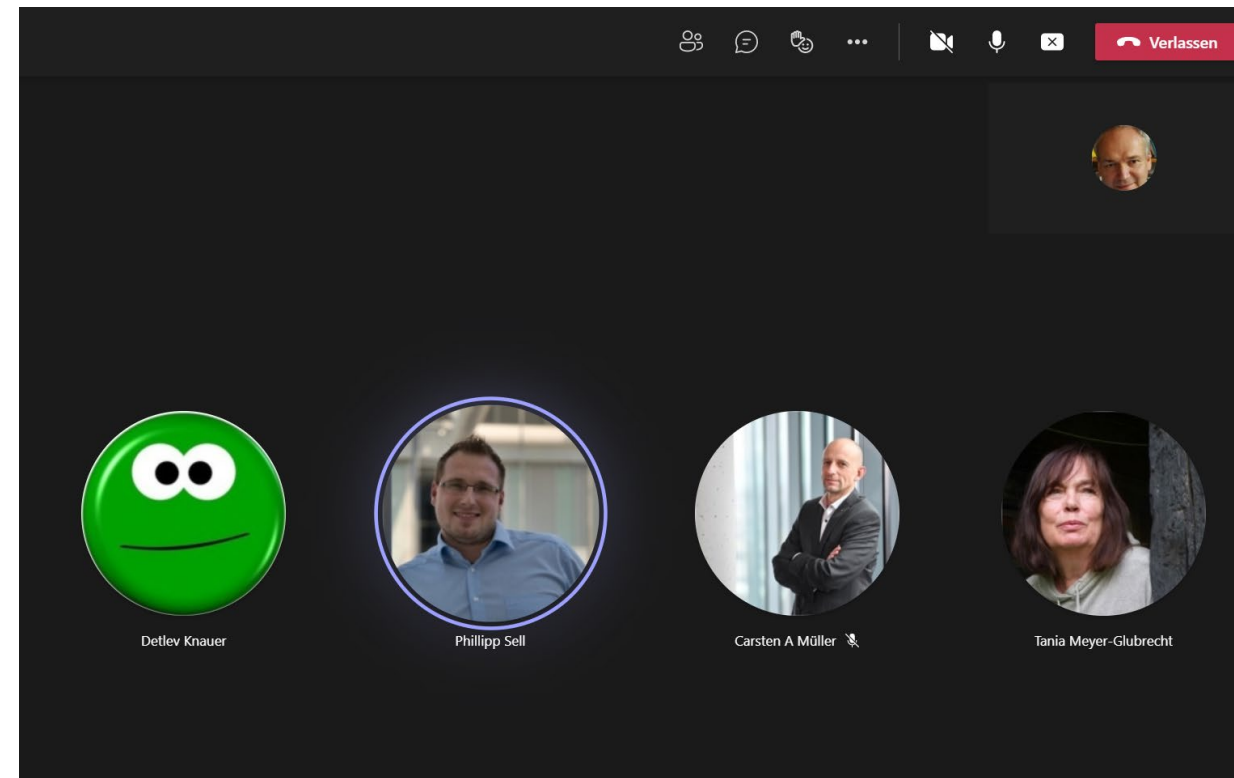 Verlassen
Detlev Knauer
Phillipp Sell
Carsten A Müller
Tania Meyer-Glubrecht